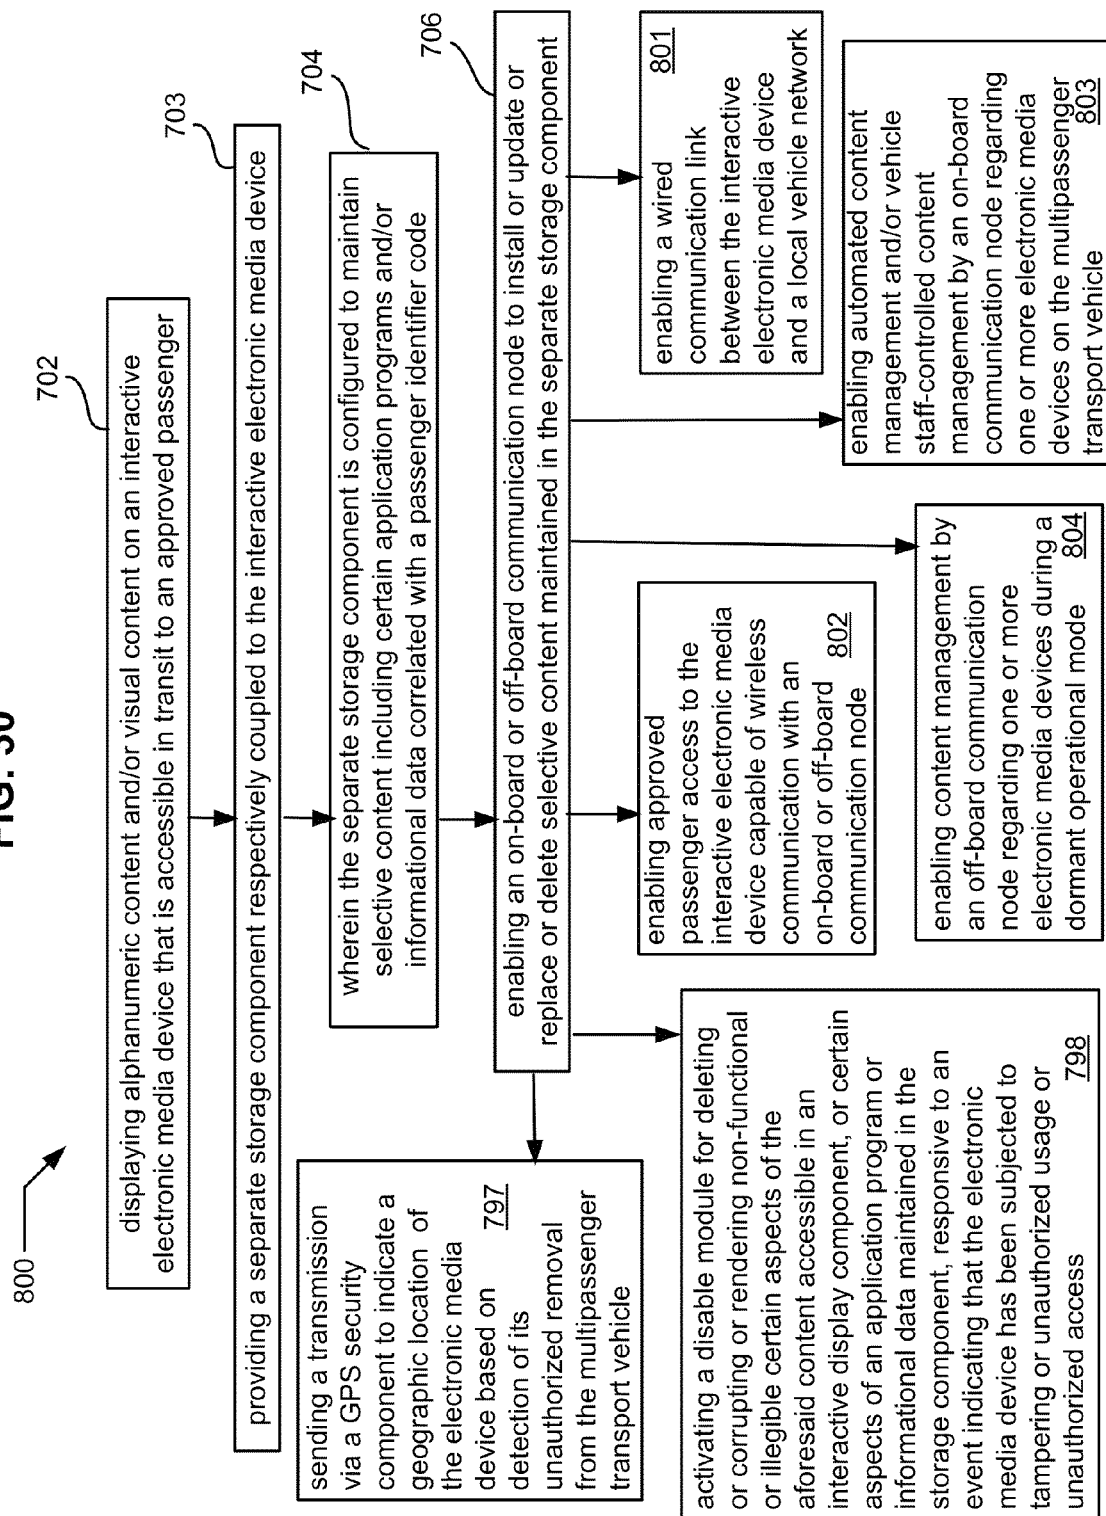 FIG. 30
800
702
displaying alphanumeric content and/or visual content on an interactive
electronic media device that is accessible in transit to an approved passenger
703
providing a separate storage component respectively coupled to the interactive electronic media device
704
wherein the separate storage component is configured to maintain
selective content including certain application programs and/or
informational data correlated with a passenger identifier code
706
enabling an on-board or off-board communication node to install or update or
replace or delete selective content maintained in the separate storage component
sending a transmission
via a GPS security
component to indicate a
geographic location of
the electronic media
device based on 797
detection of its
unauthorized removal
from the multipassenger
transport vehicle
activating a disable module for deleting
or corrupting or rendering non-functional
or illegible certain aspects of the
aforesaid content accessible in an
interactive display component, or certain
aspects of an application program or
informational data maintained in the
storage component, responsive to an
event indicating that the electronic
media device has been subjected to
tampering or unauthorized usage or
unauthorized access 798
enabling approved
passenger access to the
interactive electronic media
device capable of wireless
communication with an
on-board or off-board 802
communication node
enabling a wired 801
communication link
between the interactive
electronic media device
and a local vehicle network
enabling content management by
an off-board communication
node regarding one or more
electronic media devices during a
dormant operational mode 804
enabling automated content
management and/or vehicle
staff-controlled content
management by an on-board
communication node regarding
one or more electronic media
devices on the multipassenger
transport vehicle 803